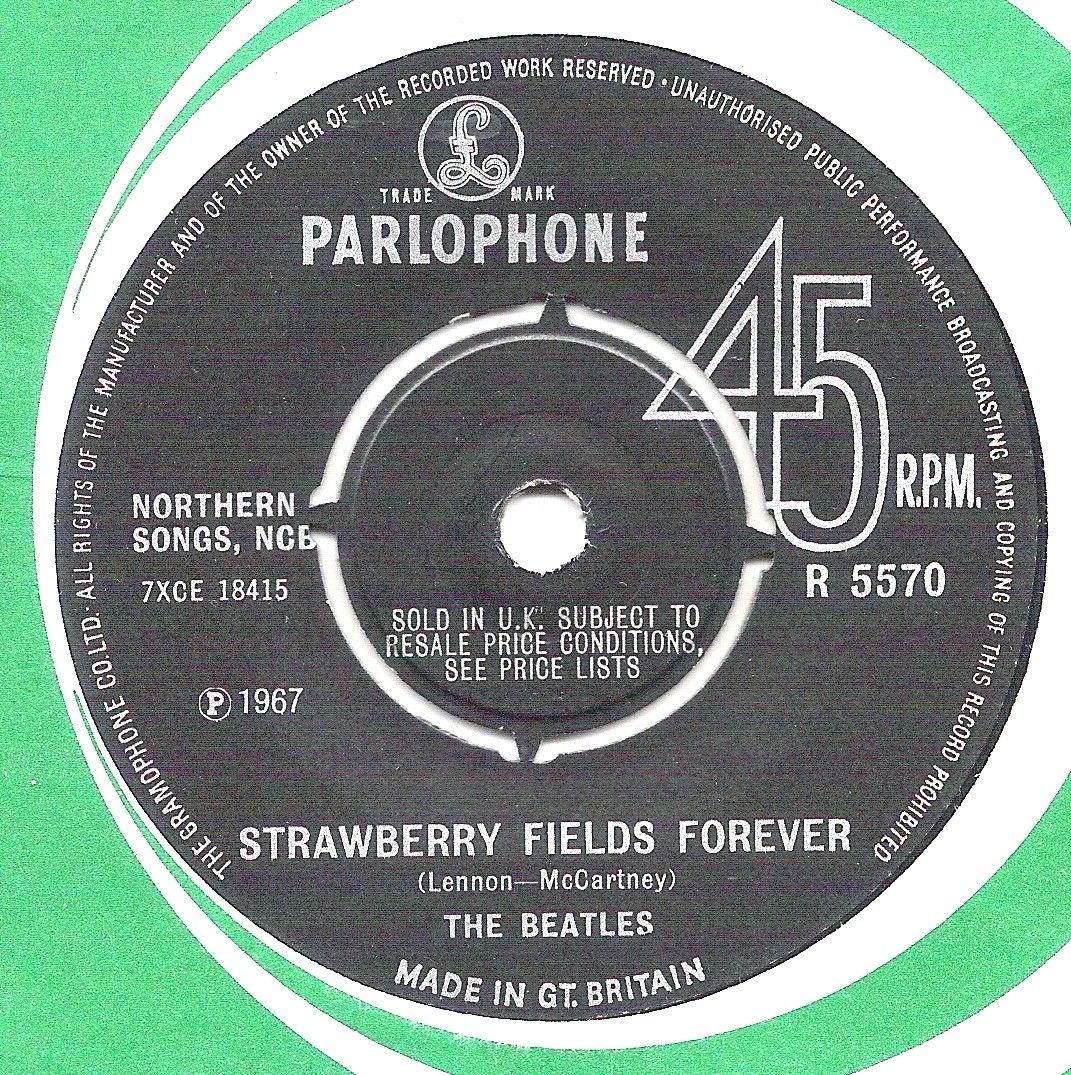 THE GRAMOPHONE CO. LTD. · ALL RIGHTS OF THE MANUFACTURER AND OF THE OWNER OF THE RECORDED WORK RESERVED · UNAUTHORISED PUBLIC PERFORMANCE BROADCASTING AND COPYING OF THIS RECORD PROHIBITED
£
TRADE MARK
PARLOPHONE
45
R.P.M.
NORTHERN
SONGS, NCB
7XCE 18415
R 5570
SOLD IN U.K. SUBJECT TO
RESALE PRICE CONDITIONS,
SEE PRICE LISTS
℗ 1967
STRAWBERRY FIELDS FOREVER
(Lennon—McCartney)
THE BEATLES
MADE IN GT. BRITAIN